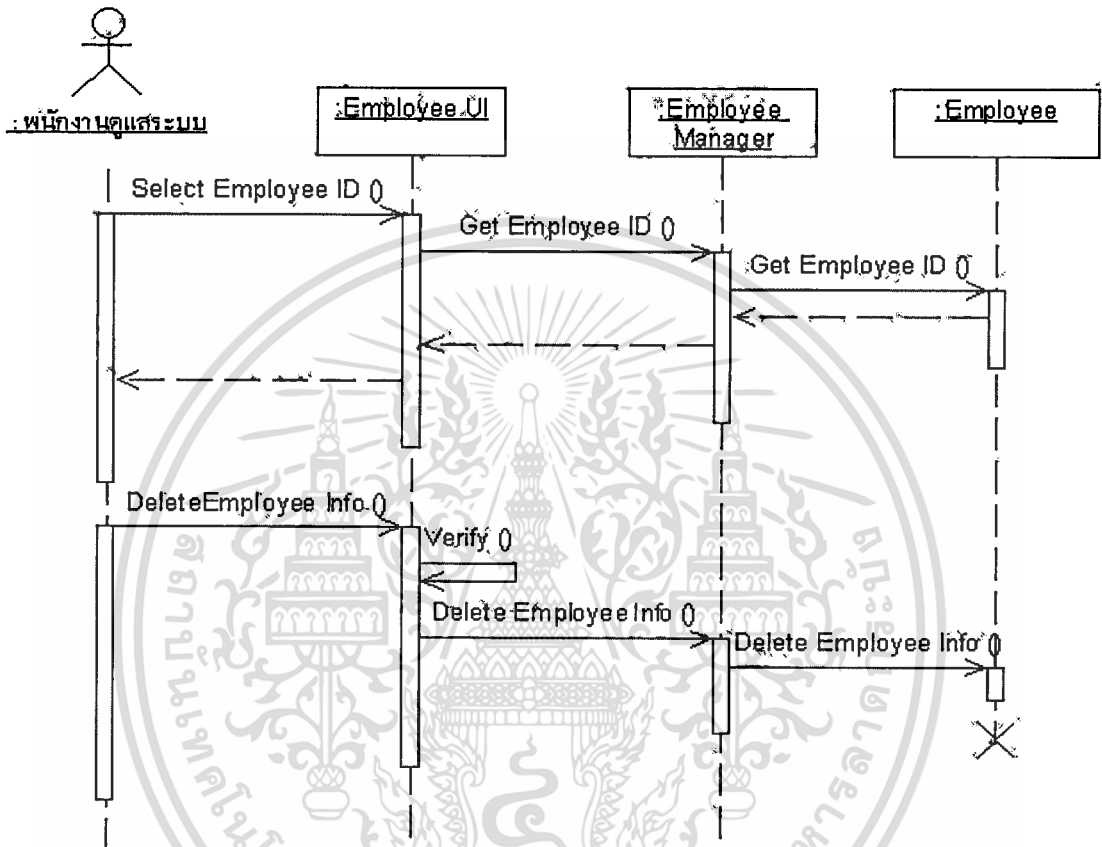 :พนักงานดูแลระบบ
:Employee UI
:Employee
Manager
:Employee
Select Employee ID ()
Get Employee ID ()
Get Employee ID ()
DeleteEmployee Info ()
Verify ()
Delete Employee Info ()
Delete Employee Info ()